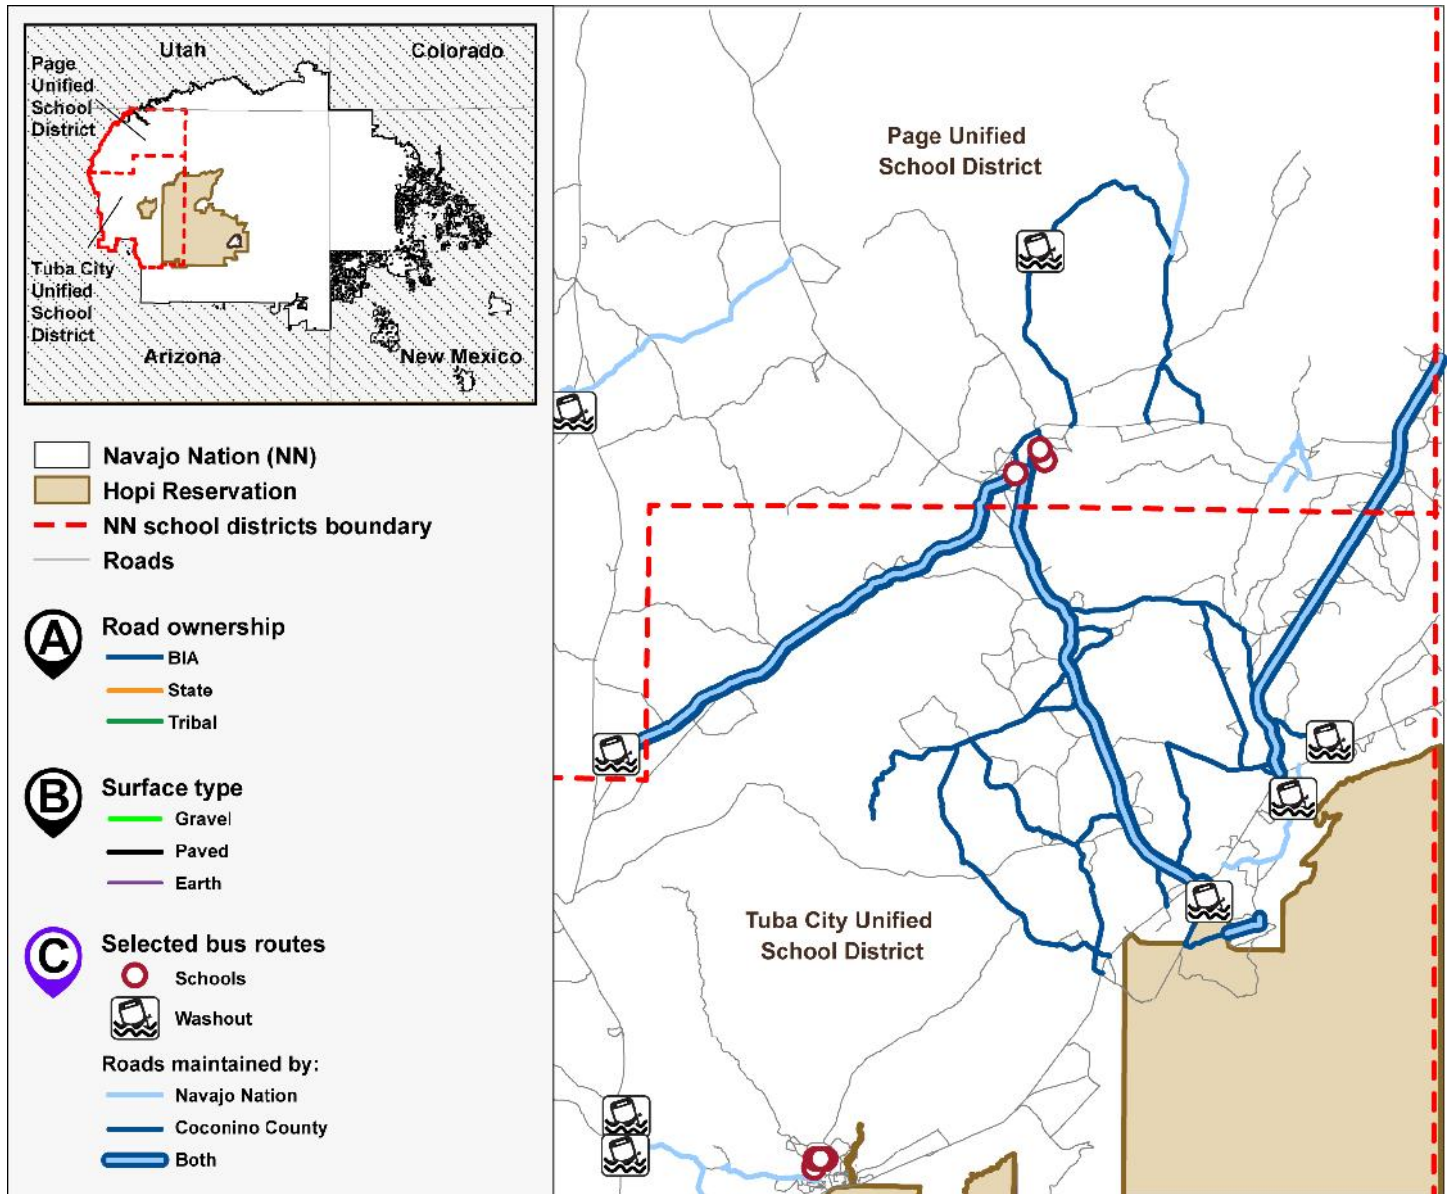 Utah
Colorado
Page
Unified
School
District
Tuba City
Unified
School
District
Arizona
New Mexico
Navajo Nation (NN)
Hopi Reservation
NN school districts boundary
Roads
A
Road ownership
BIA
State
Tribal
B
Surface type
Gravel
Paved
Earth
C
Selected bus routes
Schools
Washout
Roads maintained by:
Navajo Nation
Coconino County
Both
Page Unified
School District
Tuba City Unified
School District